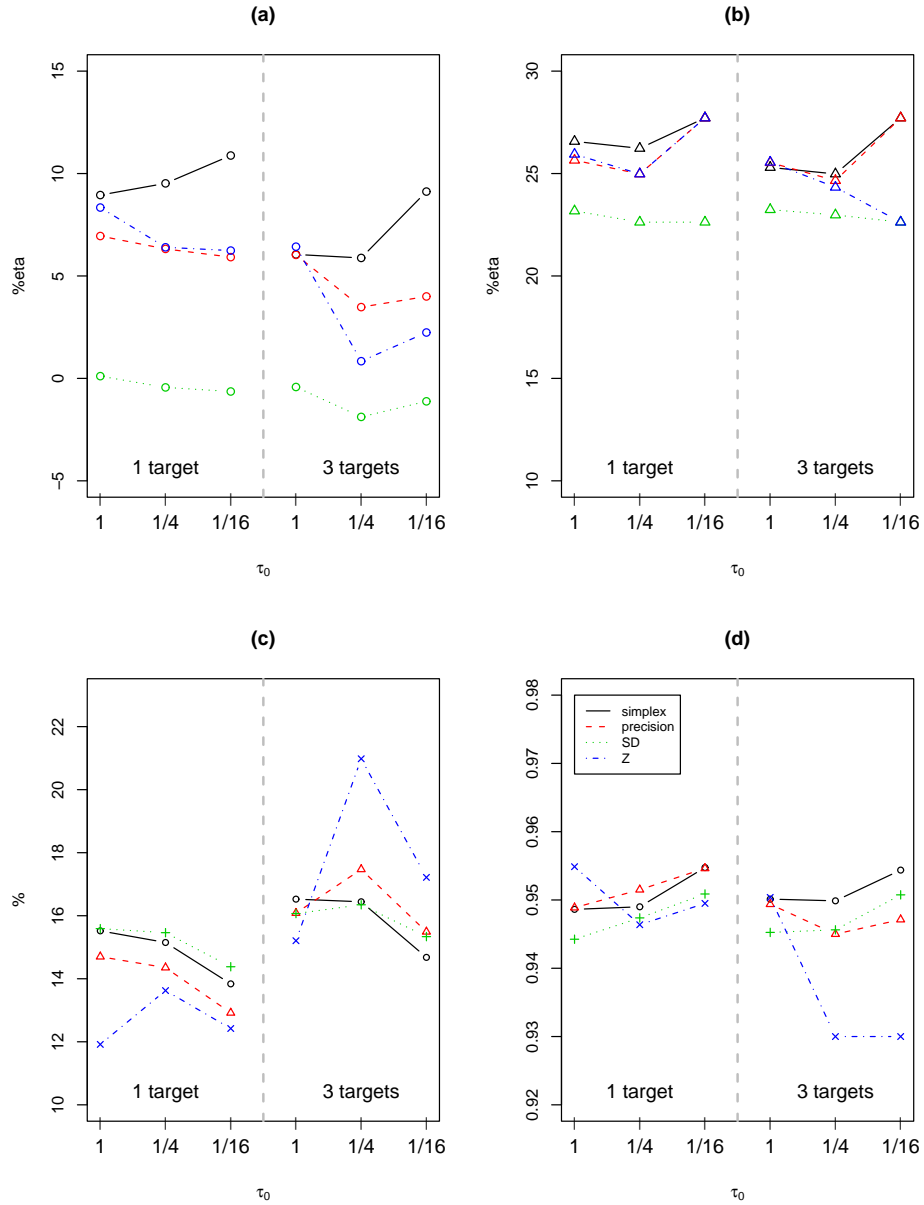 (a)
15
10
5
0
−5
%eta
1 target
3 targets
1 1/4 1/16 1 1/4 1/16
τ0
(b)
30
25
20
15
10
%eta
1 target
3 targets
1 1/4 1/16 1 1/4 1/16
τ0
(c)
22
20
18
16
14
12
10
%
1 target
3 targets
1 1/4 1/16 1 1/4 1/16
τ0
(d)
0.98
0.97
0.96
0.95
0.94
0.93
0.92
simplex
precision
SD
Z
1 target
3 targets
1 1/4 1/16 1 1/4 1/16
τ0